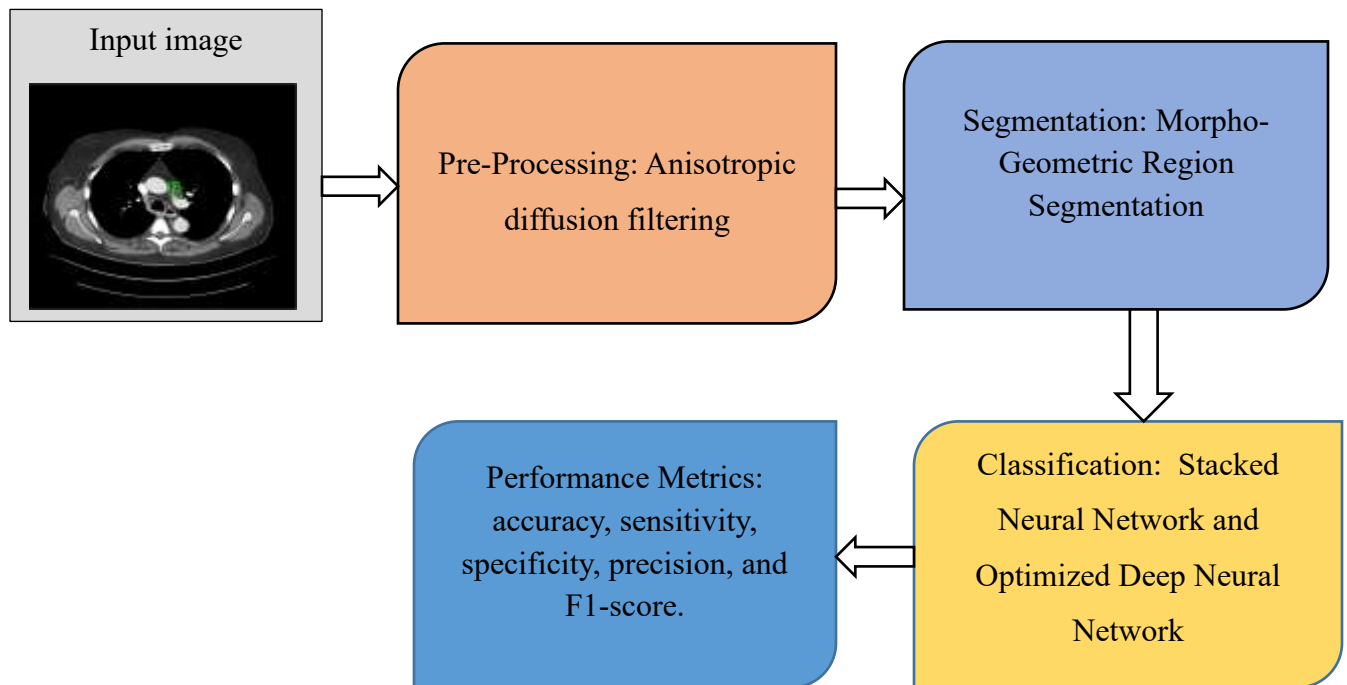 Input image
Pre-Processing: Anisotropic
diffusion filtering
Segmentation: Morpho-
Geometric Region
Segmentation
Classification:  Stacked
Neural Network and
Optimized Deep Neural
Network
Performance Metrics:
accuracy, sensitivity,
specificity, precision, and
F1-score.